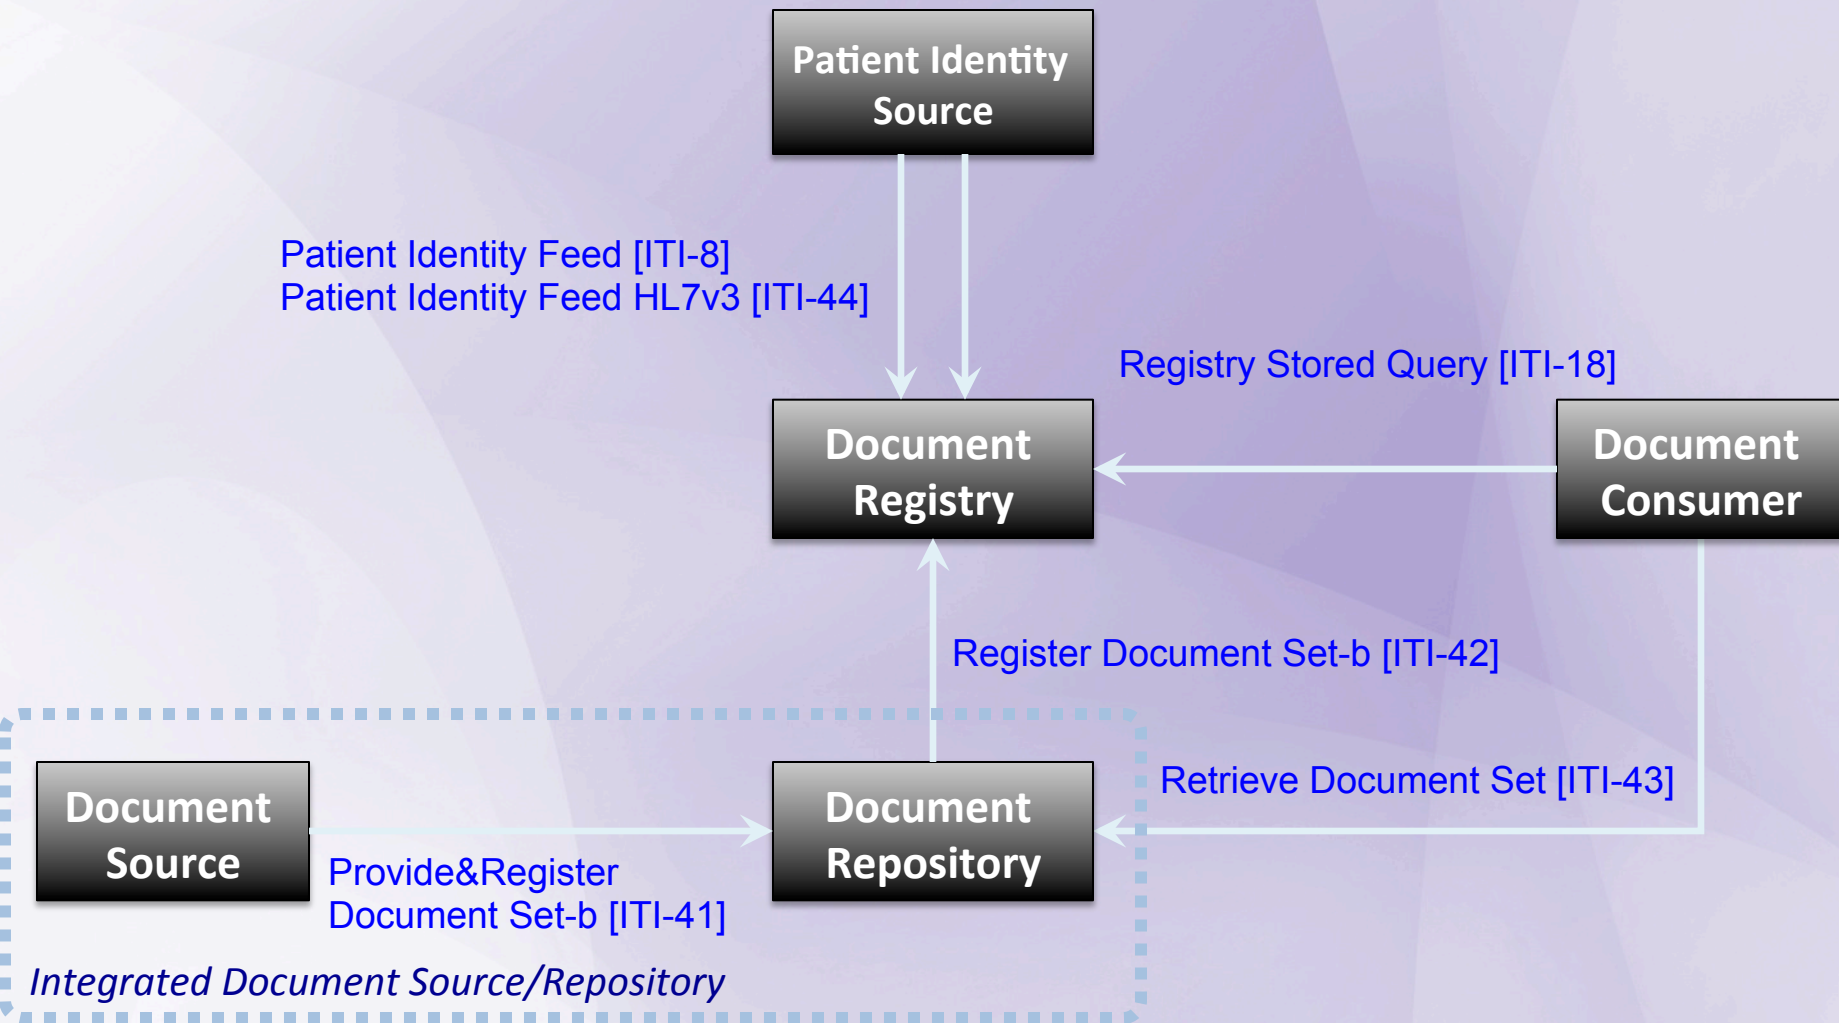 Patient Identity
Source
Patient Identity Feed [ITI-8]
Patient Identity Feed HL7v3 [ITI-44]
Registry Stored Query [ITI-18]
Document
Registry
Document
Consumer
Register Document Set-b [ITI-42]
Retrieve Document Set [ITI-43]
Document
Source
Document
Repository
Provide&Register
Document Set-b [ITI-41]
Integrated Document Source/Repository